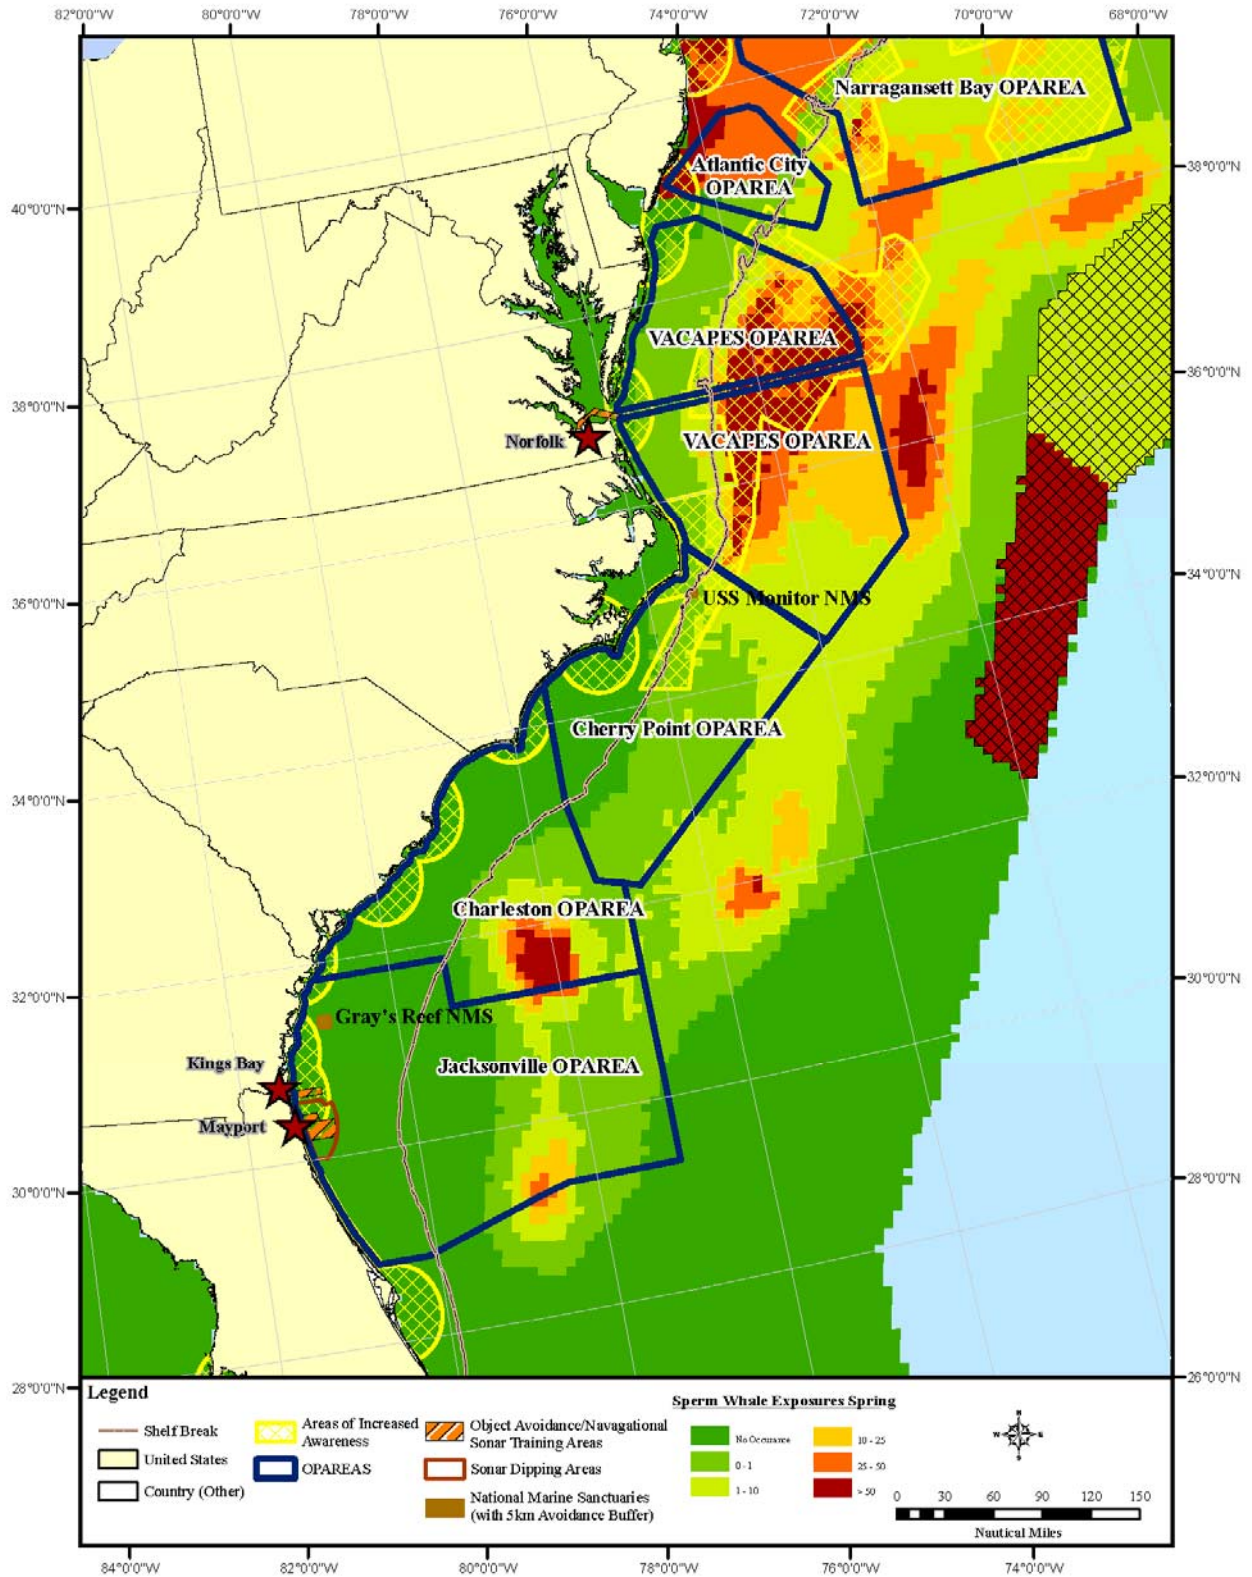 82°0'0"W 80°0'0"W 78°0'0"W 76°0'0"W 74°0'0"W 72°0'0"W 70°0'0"W 68°0'0"W
Narragansett Bay OPAREA
Atlantic City
OPAREA
38°0'0"N
40°0'0"N
VACAPES OPAREA
36°0'0"N
38°0'0"N
Norfolk
VACAPES OPAREA
34°0'0"N
USS Monitor NMS
36°0'0"N
Cherry Point OPAREA
32°0'0"N
34°0'0"N
Charleston OPAREA
30°0'0"N
32°0'0"N
Gray's Reef NMS
Kings Bay
Jacksonville OPAREA
Mayport
28°0'0"N
30°0'0"N
26°0'0"N
28°0'0"N
Legend
Shelf Break
United States
Country (Other)
Areas of Increased
Awareness
OPAREAS
Object Avoidance/Navagational
Sonar Training Areas
Sonar Dipping Areas
National Marine Sanctuaries
(with 5km Avoidance Buffer)
Sperm Whale Exposures Spring
No Occurance
0 - 1
1 - 10
10 - 25
25 - 50
> 50
N
W E
S
0 30 60 90 120 150
Nautical Miles
84°0'0"W 82°0'0"W 80°0'0"W 78°0'0"W 76°0'0"W 74°0'0"W